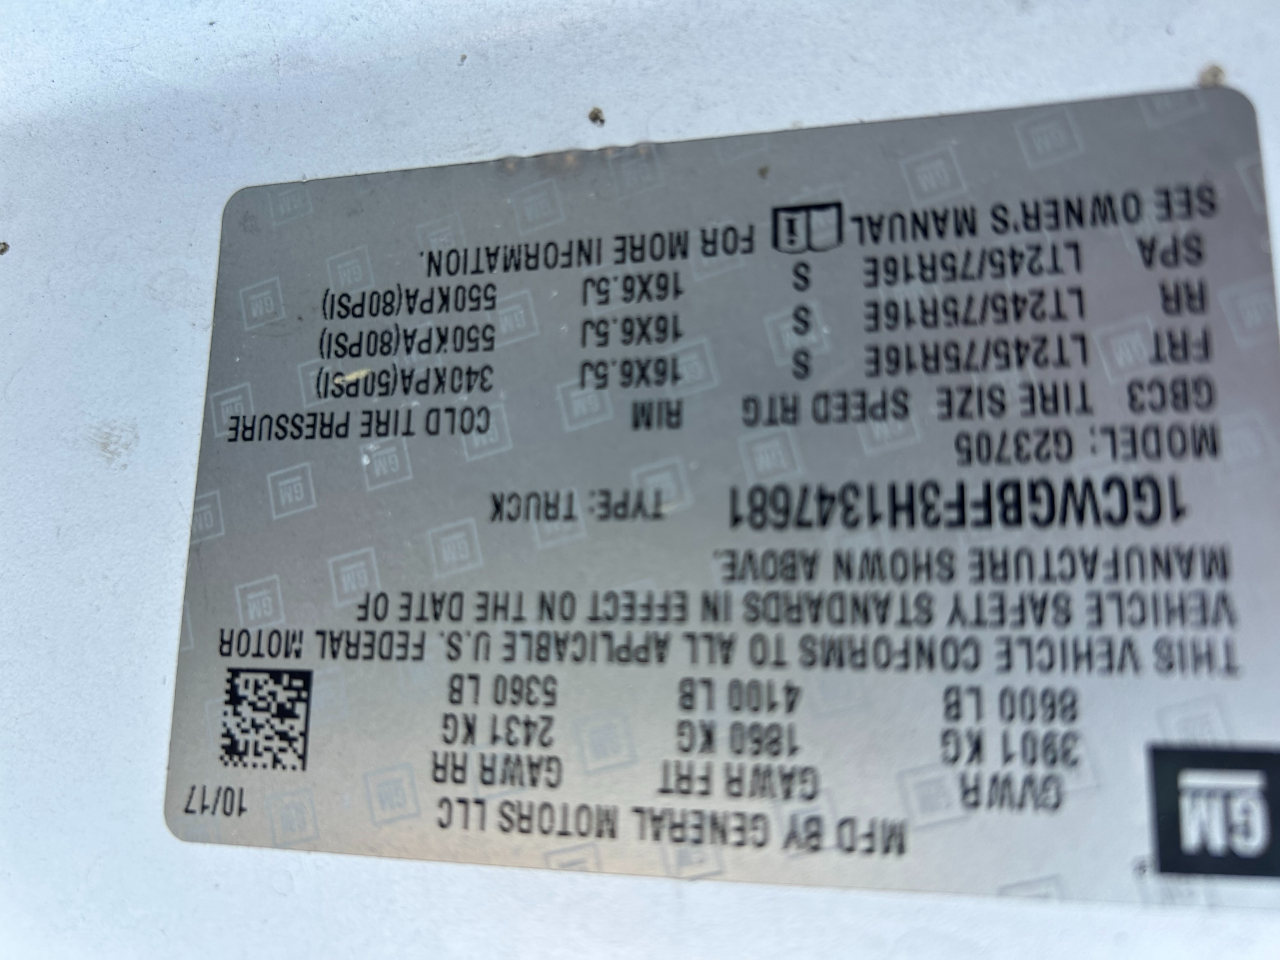 GM
MFD BY GENERAL MOTORS LLC 10/17
GVWR GAWR FRT GAWR RR
3901 KG 1860 KG 2431 KG
8600 LB 4100 LB 5360 LB
THIS VEHICLE CONFORMS TO ALL APPLICABLE U.S. FEDERAL MOTOR
VEHICLE SAFETY STANDARDS IN EFFECT ON THE DATE OF
MANUFACTURE SHOWN ABOVE.
1GCWGBFF3H1347681 TYPE: TRUCK
MODEL: G23705
GBC3 TIRE SIZE SPEED RTG RIM COLD TIRE PRESSURE
FRT LT245/75R16E S 16X6.5J 340KPA(50PSI)
RR LT245/75R16E S 16X6.5J 550KPA(80PSI)
SPA LT245/75R16E S 16X6.5J 550KPA(80PSI)
SEE OWNER'S MANUAL i FOR MORE INFORMATION.